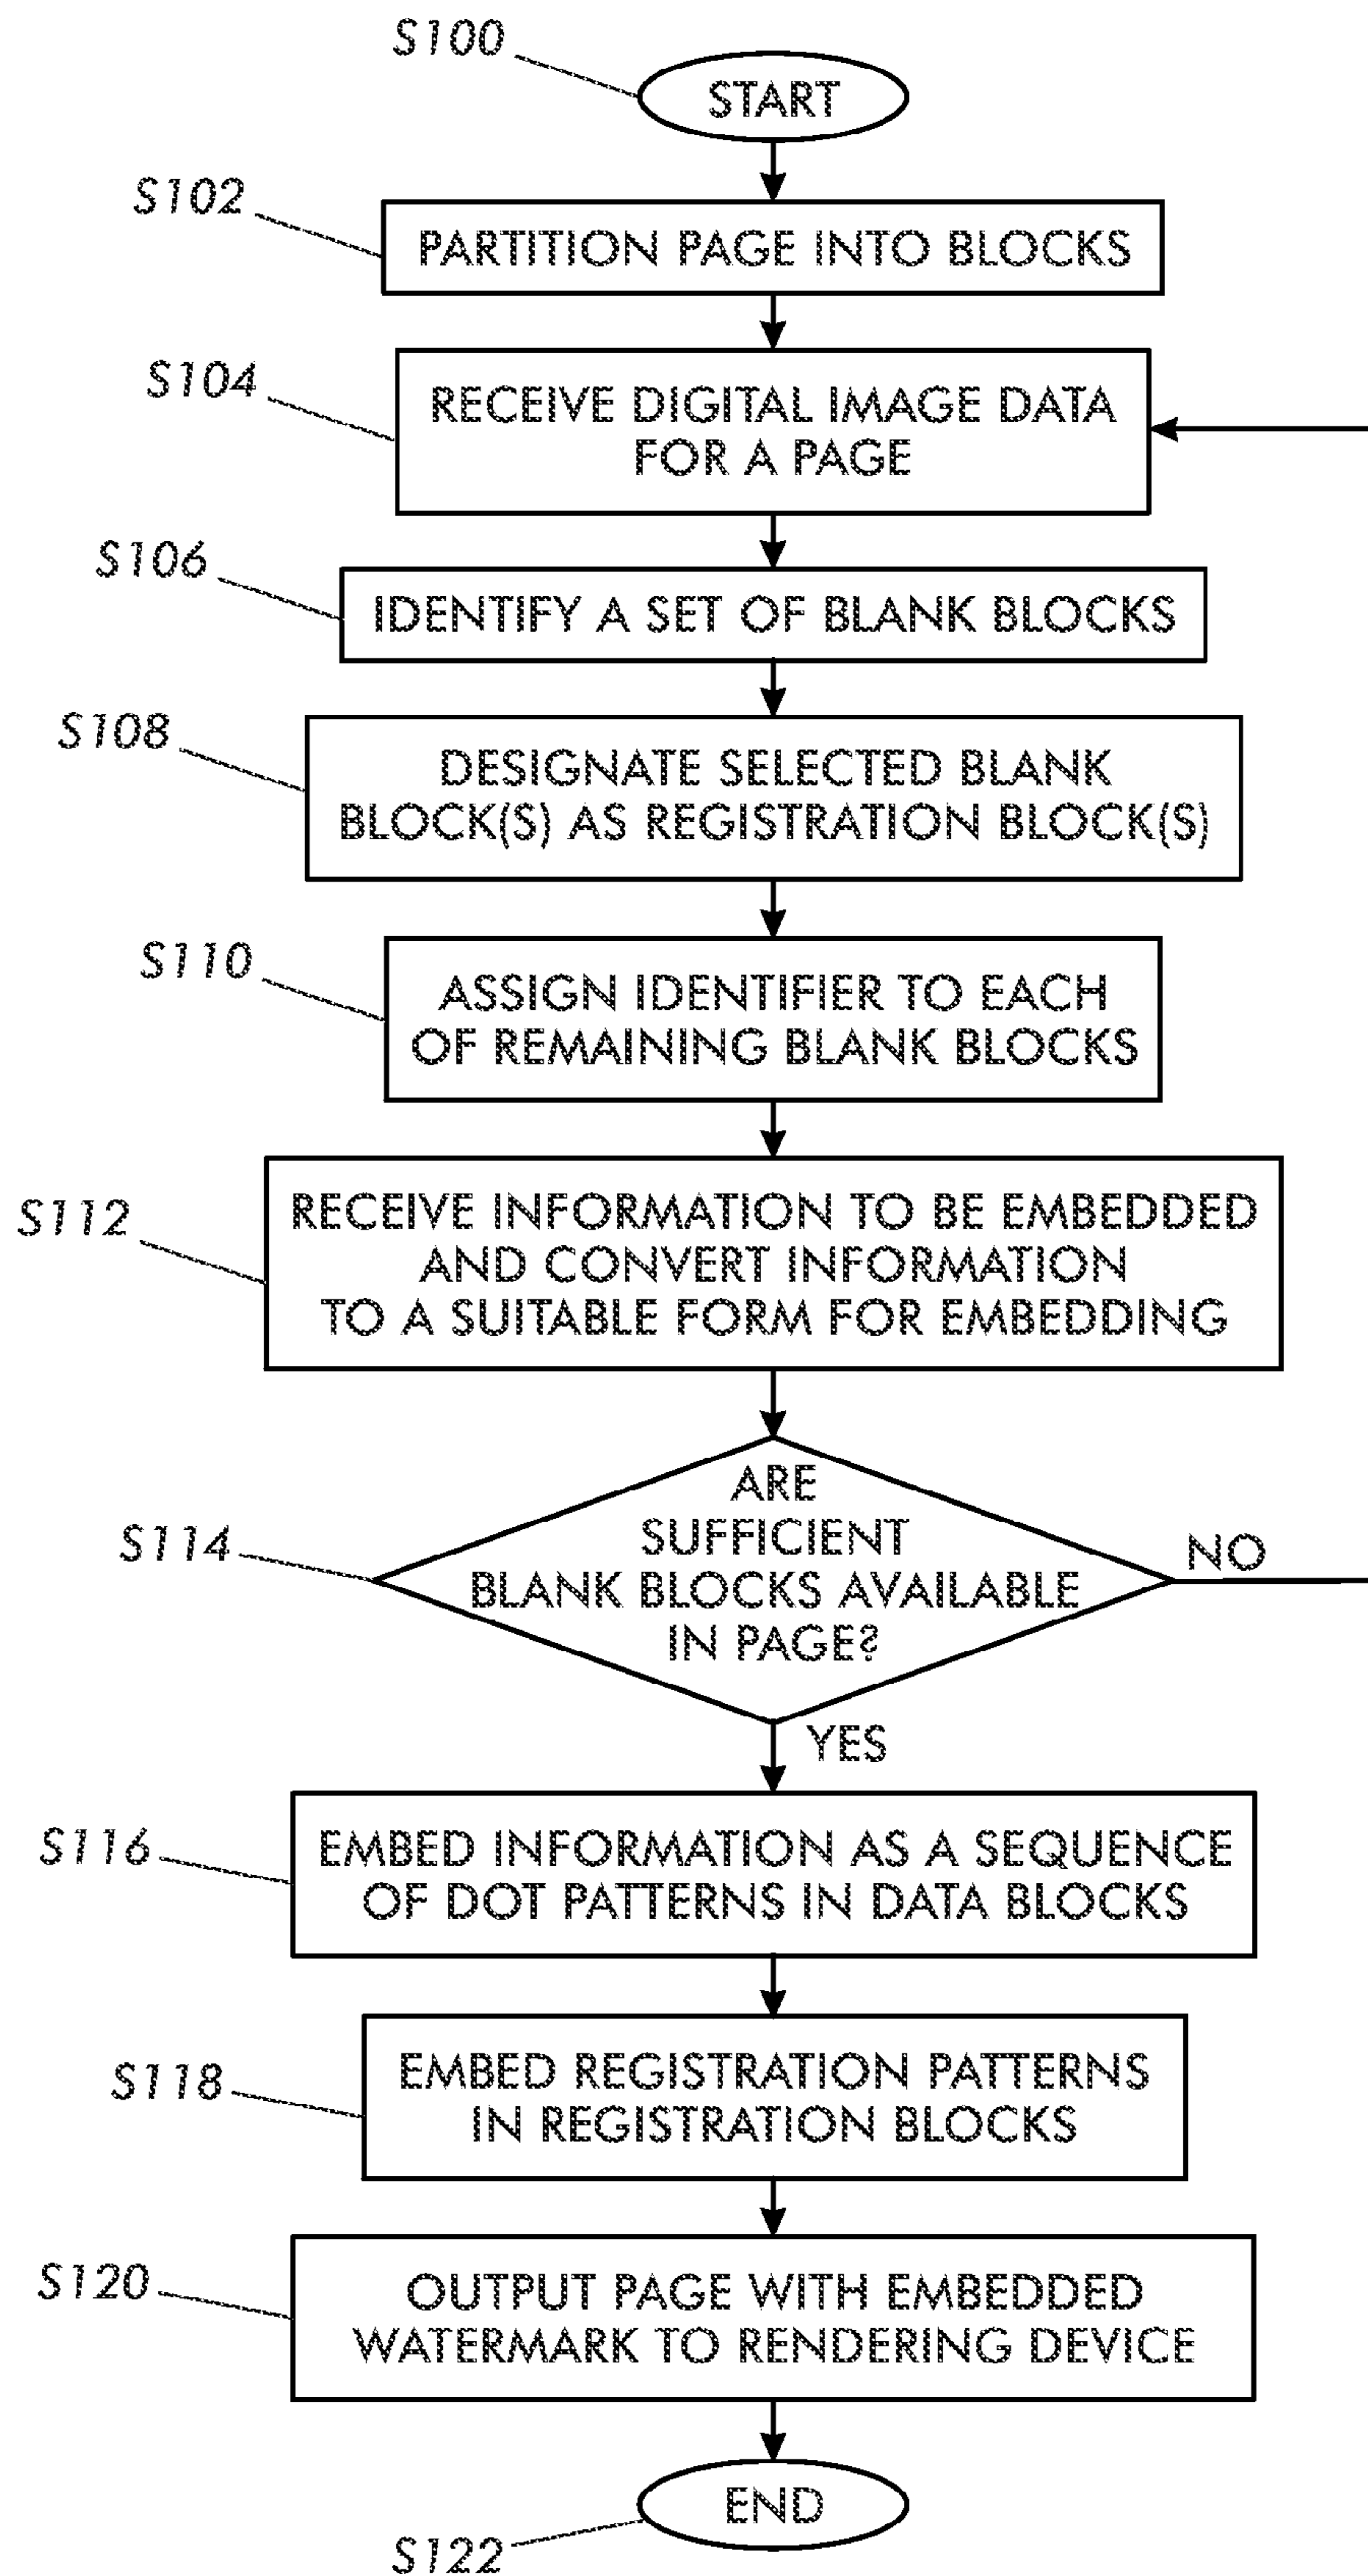 S100
START
S102
PARTITION PAGE INTO BLOCKS
S104
RECEIVE DIGITAL IMAGE DATA
FOR A PAGE
S106
IDENTIFY A SET OF BLANK BLOCKS
S108
DESIGNATE SELECTED BLANK
BLOCK(S) AS REGISTRATION BLOCK(S)
S110
ASSIGN IDENTIFIER TO EACH
OF REMAINING BLANK BLOCKS
S112
RECEIVE INFORMATION TO BE EMBEDDED
AND CONVERT INFORMATION
TO A SUITABLE FORM FOR EMBEDDING
S114
ARE
SUFFICIENT
BLANK BLOCKS AVAILABLE
IN PAGE?
NO
YES
S116
EMBED INFORMATION AS A SEQUENCE
OF DOT PATTERNS IN DATA BLOCKS
S118
EMBED REGISTRATION PATTERNS
IN REGISTRATION BLOCKS
S120
OUTPUT PAGE WITH EMBEDDED
WATERMARK TO RENDERING DEVICE
END
S122